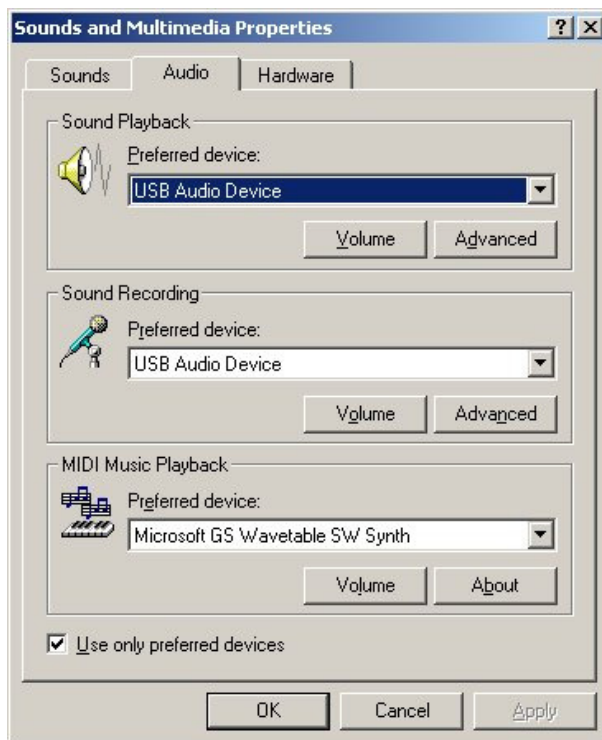 Sounds and Multimedia Properties
Sounds Audio Hardware
Sound Playback
Preferred device:
USB Audio Device
Volume Advanced
Sound Recording
Preferred device:
USB Audio Device
Volume Advanced
MIDI Music Playback
Preferred device:
Microsoft GS Wavetable SW Synth
Volume About
Use only preferred devices
OK Cancel Apply